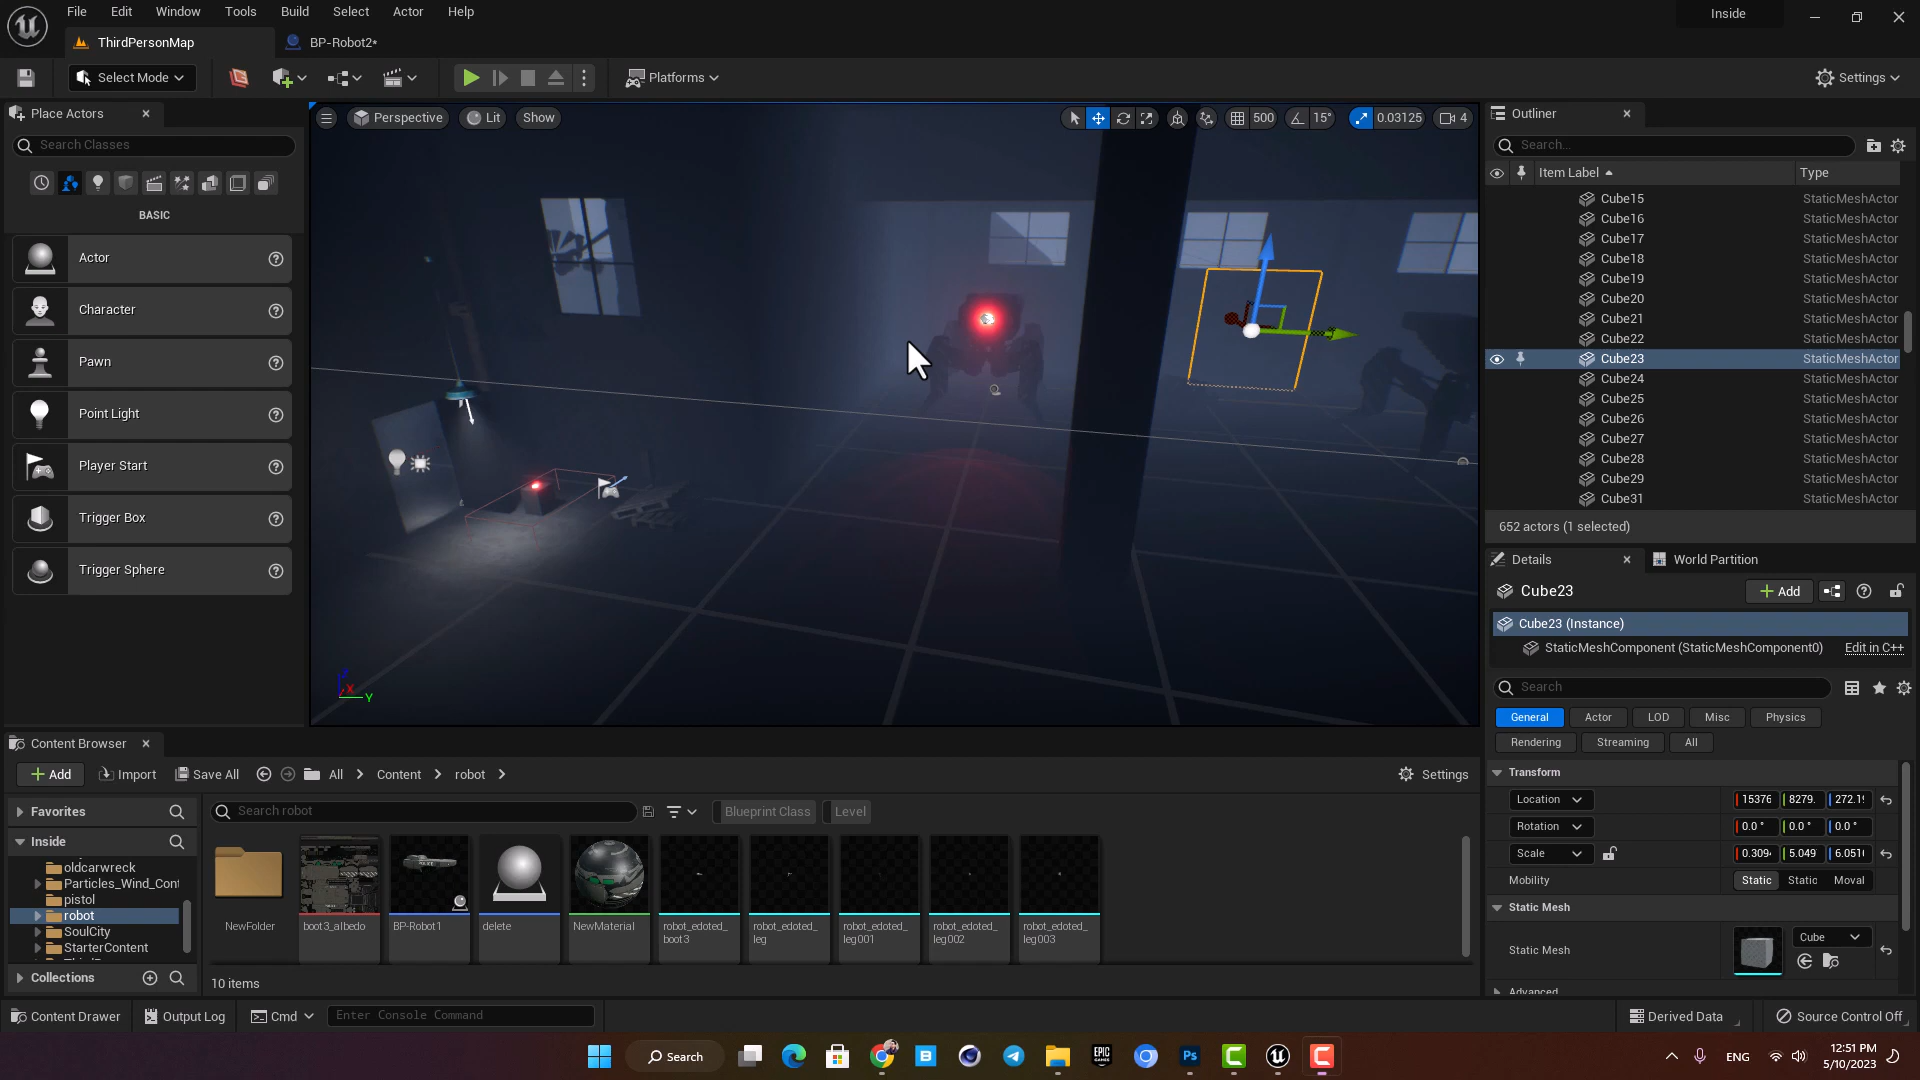 File Edit Window Tools Build Select Actor Help
Inside
ThirdPersonMap
BP-Robot2*
Select Mode
Platforms
Settings
Place Actors
Search Classes
BASIC
Actor
Character
Pawn
Point Light
Player Start
Trigger Box
Trigger Sphere
Perspective Lit Show
500 15° 0.03125 4
X Y
Outliner
Search...
Item Label Type
Cube15 StaticMeshActor
Cube16 StaticMeshActor
Cube17 StaticMeshActor
Cube18 StaticMeshActor
Cube19 StaticMeshActor
Cube20 StaticMeshActor
Cube21 StaticMeshActor
Cube22 StaticMeshActor
Cube23 StaticMeshActor
Cube24 StaticMeshActor
Cube25 StaticMeshActor
Cube26 StaticMeshActor
Cube27 StaticMeshActor
Cube28 StaticMeshActor
Cube29 StaticMeshActor
Cube31 StaticMeshActor
652 actors (1 selected)
Details World Partition
Cube23
Add
Cube23 (Instance)
StaticMeshComponent (StaticMeshComponent0) Edit in C++
Search
General Actor LOD Misc Physics
Rendering Streaming All
Transform
Location 15376 8279. 272.1
Rotation 0.0 ° 0.0 ° 0.0 °
Scale 0.309 5.049 6.051
Mobility Static Static Moval
Static Mesh
Static Mesh Cube
Advanced
Content Browser
Add Import Save All All Content robot
Settings
Favorites
Search robot
Blueprint Class Level
Inside
oldcarwreck
Particles_Wind_Cont
pistol
robot
SoulCity
StarterContent
Collections
NewFolder
boot3_albedo
BP-Robot1
delete
NewMaterial
robot_edoted_
boot3
robot_edoted_
leg
robot_edoted_
leg001
robot_edoted_
leg002
robot_edoted_
leg003
10 items
Content Drawer Output Log Cmd Enter Console Command
Derived Data Source Control Off
Search
EPIC
GAMES
Ps
ENG
12:51 PM
5/10/2023